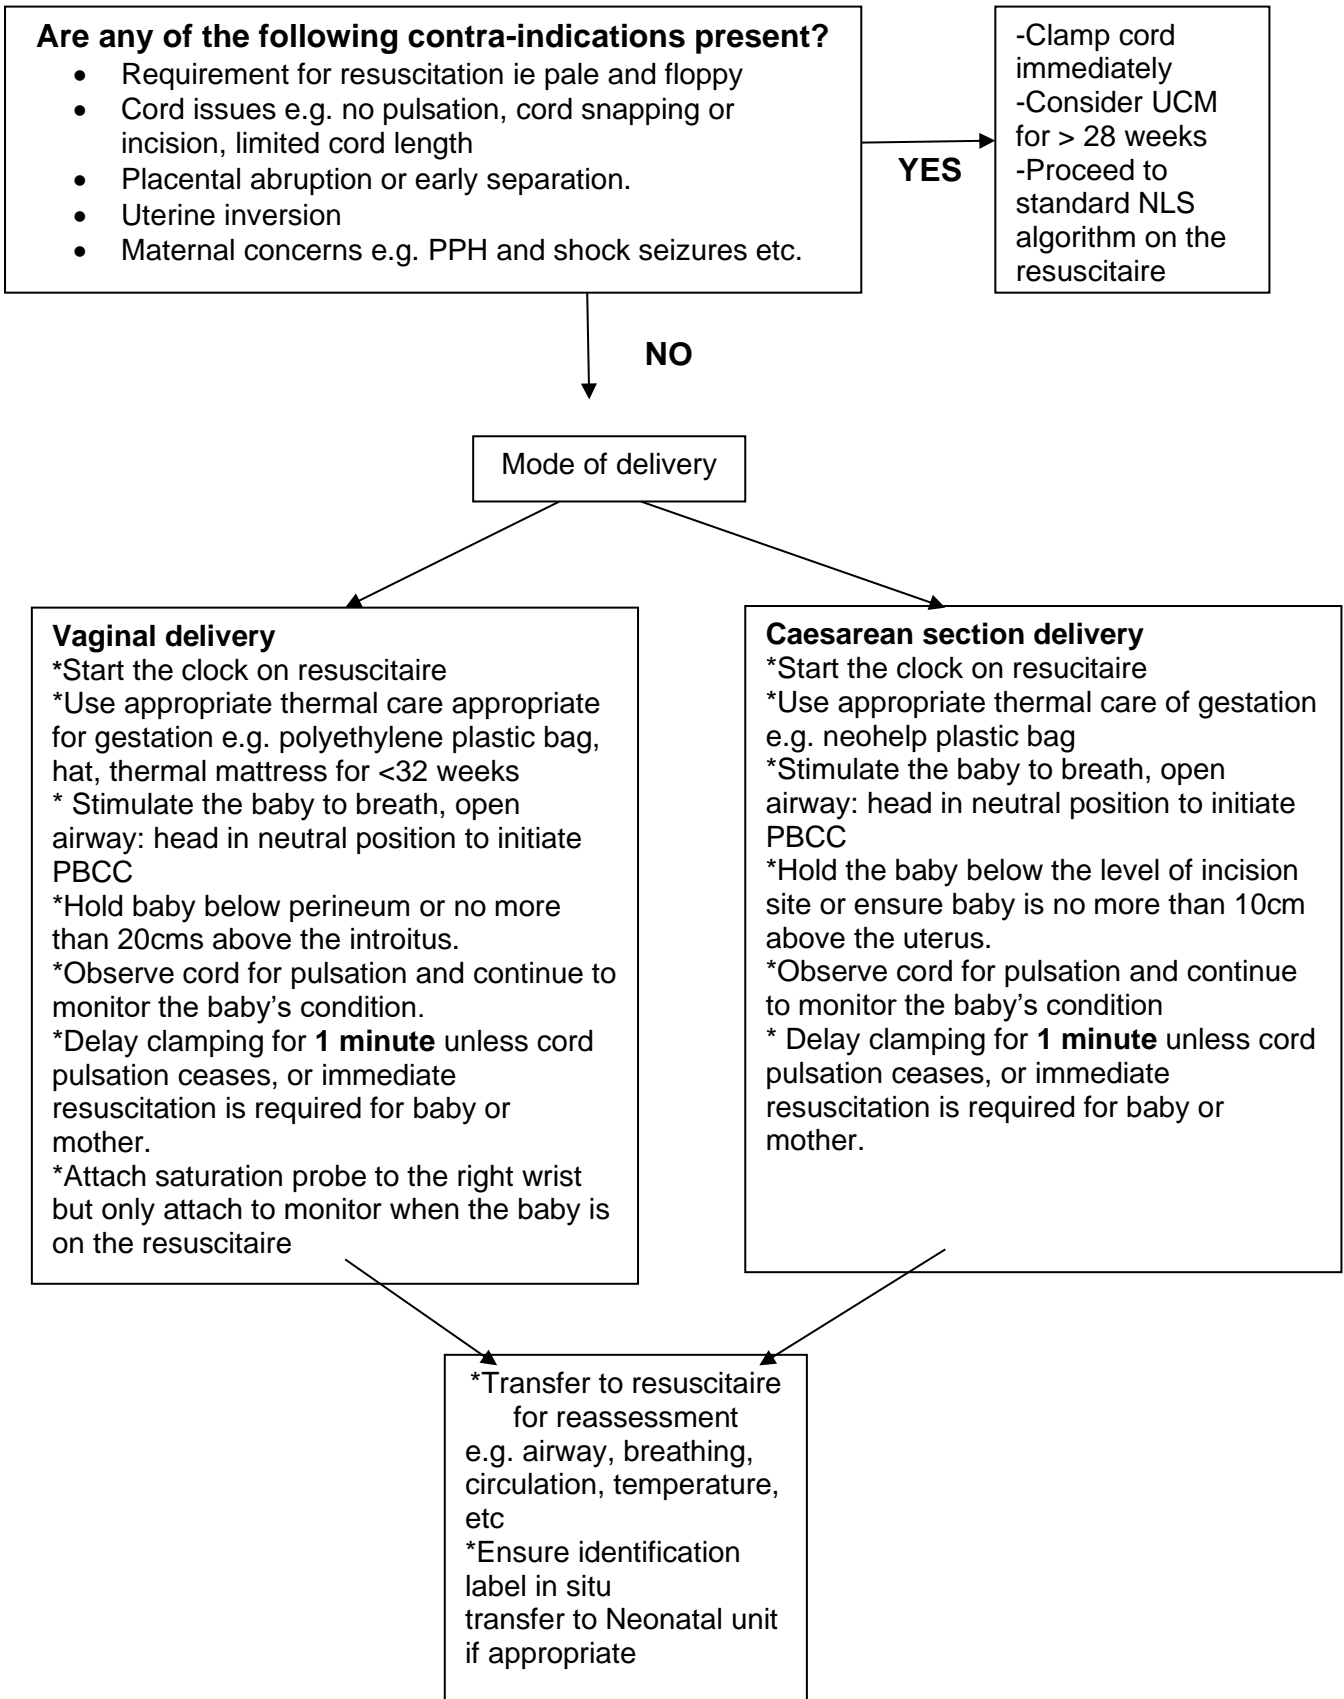 Are any of the following contra-indications present?
• Requirement for resuscitation ie pale and floppy
• Cord issues e.g. no pulsation, cord snapping or
incision, limited cord length
• Placental abruption or early separation.
• Uterine inversion
• Maternal concerns e.g. PPH and shock seizures etc.
YES
-Clamp cord
immediately
-Consider UCM
for > 28 weeks
-Proceed to
standard NLS
algorithm on the
resuscitaire
NO
Mode of delivery
Vaginal delivery
*Start the clock on resuscitaire
*Use appropriate thermal care appropriate
for gestation e.g. polyethylene plastic bag,
hat, thermal mattress for <32 weeks
* Stimulate the baby to breath, open
airway: head in neutral position to initiate
PBCC
*Hold baby below perineum or no more
than 20cms above the introitus.
*Observe cord for pulsation and continue to
monitor the baby’s condition.
*Delay clamping for 1 minute unless cord
pulsation ceases, or immediate
resuscitation is required for baby or
mother.
*Attach saturation probe to the right wrist
but only attach to monitor when the baby is
on the resuscitaire
Caesarean section delivery
*Start the clock on resucitaire
*Use appropriate thermal care of gestation
e.g. neohelp plastic bag
*Stimulate the baby to breath, open
airway: head in neutral position to initiate
PBCC
*Hold the baby below the level of incision
site or ensure baby is no more than 10cm
above the uterus.
*Observe cord for pulsation and continue
to monitor the baby’s condition
* Delay clamping for 1 minute unless cord
pulsation ceases, or immediate
resuscitation is required for baby or
mother.
*Transfer to resuscitaire
for reassessment
e.g. airway, breathing,
circulation, temperature,
etc
*Ensure identification
label in situ
transfer to Neonatal unit
if appropriate